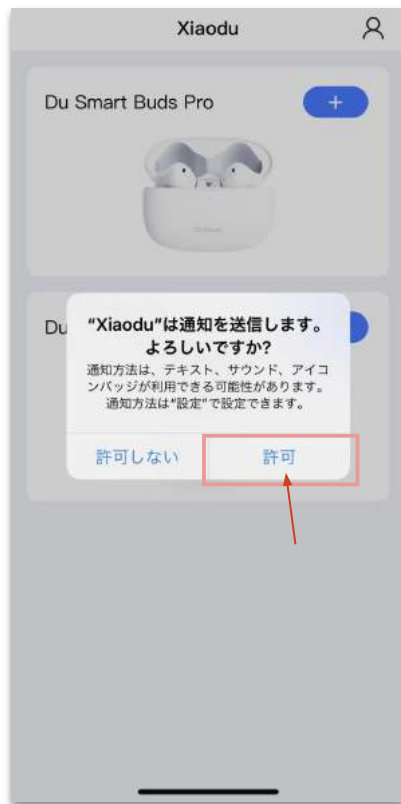 Xiaodu
Du Smart Buds Pro
+
Du
“Xiaodu”は通知を送信します。
よろしいですか?
通知方法は、テキスト、サウンド、アイコ
ンバッジが利用できる可能性があります。
通知方法は“設定”で設定できます。
許可しない
許可